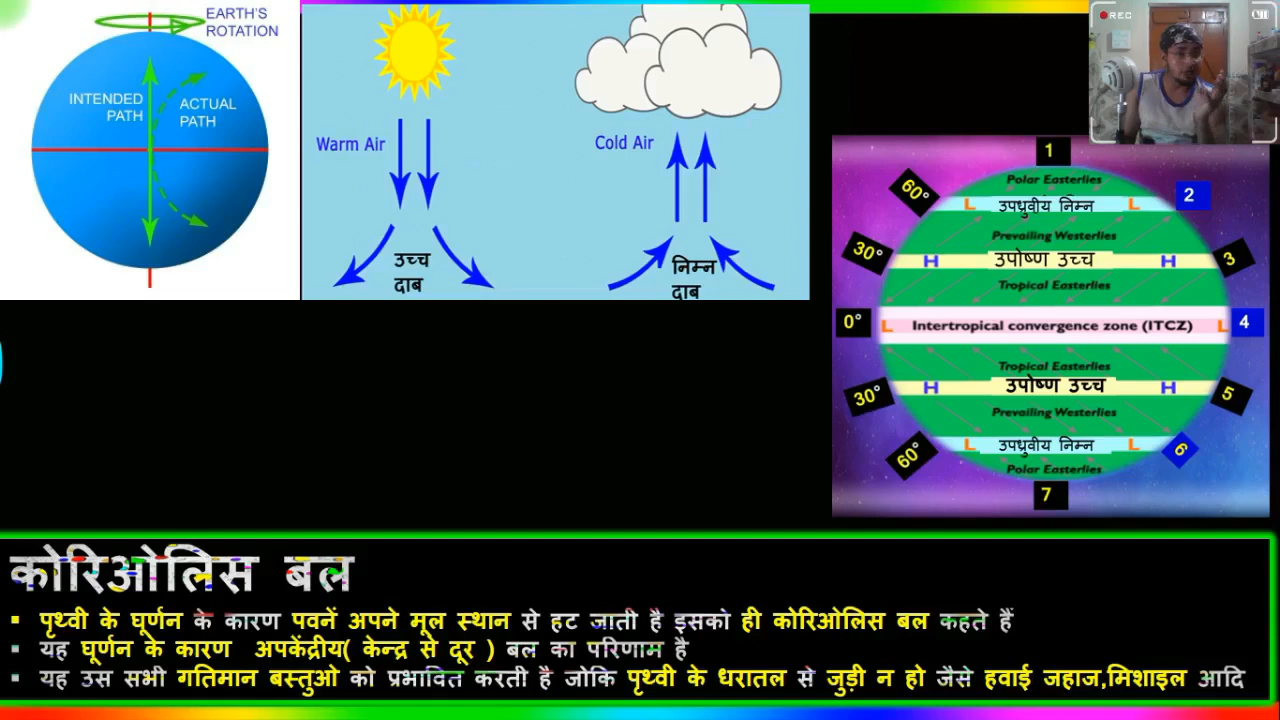 EARTH'S
ROTATION
INTENDED
PATH
ACTUAL
PATH
Warm Air
Cold Air
उच्च
दाब
निम्न
दाब
REC
1
Polar Easterlies
60°
L उपध्रुवीय निम्न L
2
Prevailing Westerlies
30°
H उपोष्ण उच्च H
3
Tropical Easterlies
0°
L Intertropical convergence zone (ITCZ) L
4
Tropical Easterlies
30°
H उपोष्ण उच्च H
5
Prevailing Westerlies
60°
L उपध्रुवीय निम्न L
6
Polar Easterlies
7
कोरिओलिस बल
▪ पृथ्वी के घूर्णन के कारण पवनें अपने मूल स्थान से हट जाती है इसको ही कोरिओलिस बल कहते हैं
▪ यह घूर्णन के कारण अपकेंद्रीय( केन्द्र से दूर ) बल का परिणाम है
▪ यह उस सभी गतिमान बस्तुओ को प्रभावित करती है जोकि पृथ्वी के धरातल से जुड़ी न हो जैसे हवाई जहाज,मिशाइल आदि